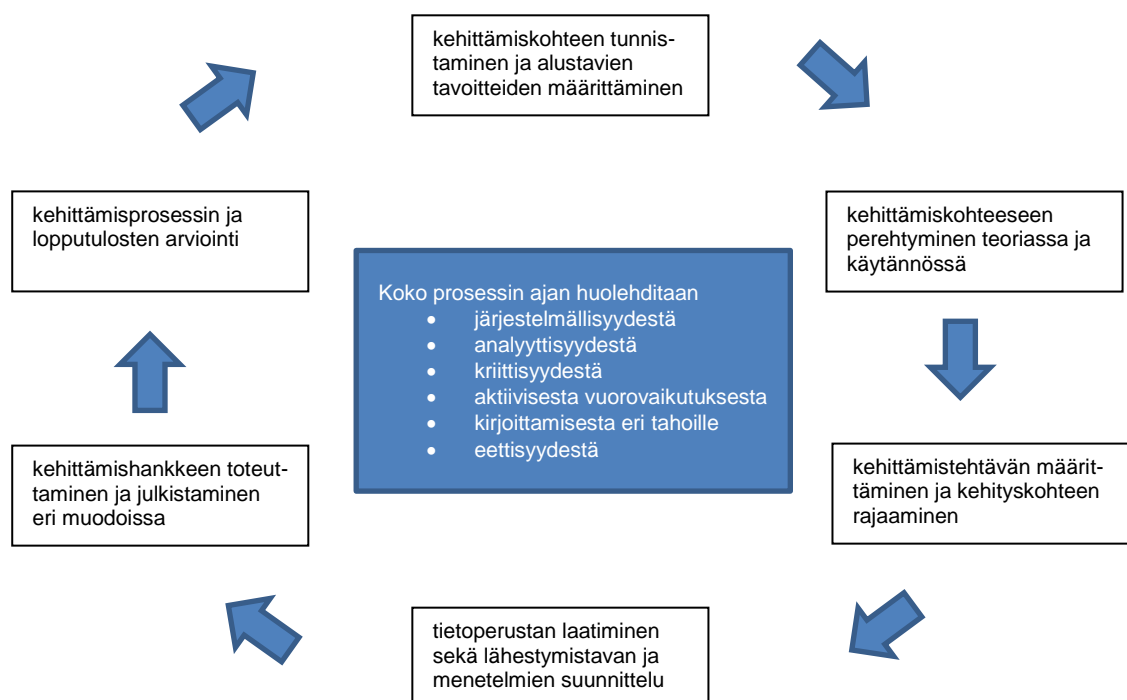 kehittämiskohteen tunnis-
taminen ja alustavien
tavoitteiden määrittäminen
kehittämiskohteeseen
perehtyminen teoriassa ja
käytännössä
kehittämistehtävän määrit-
täminen ja kehityskohteen
rajaaminen
tietoperustan laatiminen
sekä lähestymistavan ja
menetelmien suunnittelu
kehittämishankkeen toteut-
taminen ja julkistaminen
eri muodoissa
kehittämisprosessin ja
lopputulosten arviointi
Koko prosessin ajan huolehditaan
• järjestelmällisyydestä
• analyyttisyydestä
• kriittisyydestä
• aktiivisesta vuorovaikutuksesta
• kirjoittamisesta eri tahoille
• eettisyydestä